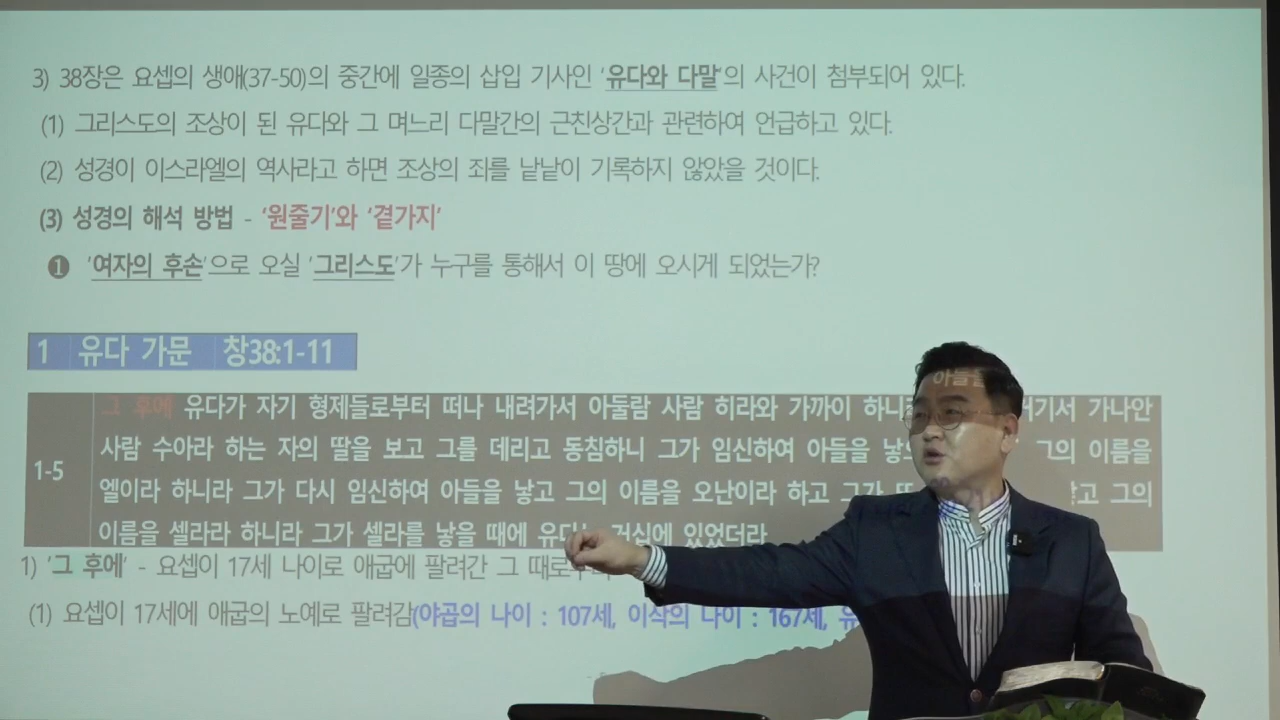 3) 38장은 요셉의 생애(37-50)의 중간에 일종의 삽입 기사인 '유다와 다말'의 사건이 첨부되어 있다.
(1) 그리스도의 조상이 된 유다와 그 며느리 다말간의 근친상간과 관련하여 언급하고 있다.
(2) 성경이 이스라엘의 역사라고 하면 조상의 죄를 낱낱이 기록하지 않았을 것이다.
(3) 성경의 해석 방법 - '원줄기'와 '곁가지'
❶ '여자의 후손'으로 오실 '그리스도'가 누구를 통해서 이 땅에 오시게 되었는가?
1 유다 가문 창38:1-11
그 후에 유다가 자기 형제들로부터 떠나 내려가서 아둘람 사람 히라와 가까이 가나안
1-5 사람 수아라 하는 자의 딸을 보고 그를 데리고 동침하니 그가 임신하여 아들을 그의 이름을
엘이라 하니라 그가 다시 임신하여 아들을 낳고 그의 이름을 오난이라 하고 그가 그의
이름을 셀라라 하니라 그가 셀라를 낳을 때에 거십에 있었더라
1) '그 후에' - 요셉이 17세 나이로 애굽에 팔려간 그
(1) 요셉이 17세에 애굽의 노예로 팔려감(야곱의 나이 : 107세, 이삭의 나이 : 167세,